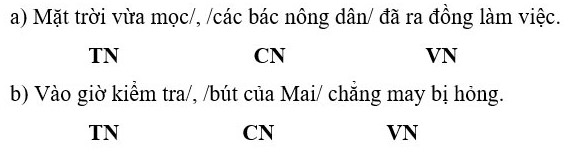 a) Mặt trời vừa mọc/, /các bác nông dân/ đã ra đồng làm việc.
TN CN VN
b) Vào giờ kiểm tra/, /bút của Mai/ chẳng may bị hỏng.
TN CN VN